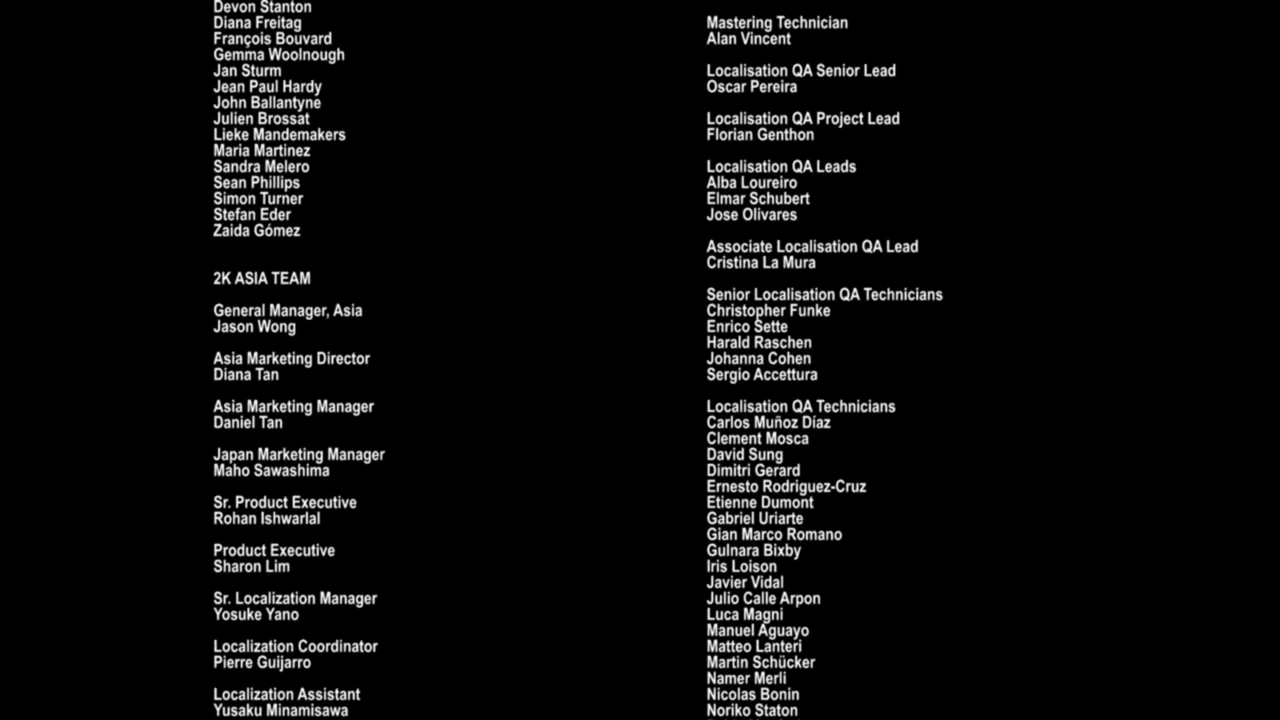 Devon Stanton
Diana Freitag
François Bouvard
Gemma Woolnough
Jan Sturm
Jean Paul Hardy
John Ballantyne
Julien Brossat
Lieke Mandemakers
Maria Martinez
Sandra Melero
Sean Phillips
Simon Turner
Stefan Eder
Zaida Gómez
2K ASIA TEAM
General Manager, Asia
Jason Wong
Asia Marketing Director
Diana Tan
Asia Marketing Manager
Daniel Tan
Japan Marketing Manager
Maho Sawashima
Sr. Product Executive
Rohan Ishwarlal
Product Executive
Sharon Lim
Sr. Localization Manager
Yosuke Yano
Localization Coordinator
Pierre Guijarro
Localization Assistant
Yusaku Minamisawa
Mastering Technician
Alan Vincent
Localisation QA Senior Lead
Oscar Pereira
Localisation QA Project Lead
Florian Genthon
Localisation QA Leads
Alba Loureiro
Elmar Schubert
Jose Olivares
Associate Localisation QA Lead
Cristina La Mura
Senior Localisation QA Technicians
Christopher Funke
Enrico Sette
Harald Raschen
Johanna Cohen
Sergio Accettura
Localisation QA Technicians
Carlos Muñoz Díaz
Clement Mosca
David Sung
Dimitri Gerard
Ernesto Rodriguez-Cruz
Etienne Dumont
Gabriel Uriarte
Gian Marco Romano
Gulnara Bixby
Iris Loison
Javier Vidal
Julio Calle Arpon
Luca Magni
Manuel Aguayo
Matteo Lanteri
Martin Schücker
Namer Merli
Nicolas Bonin
Noriko Staton